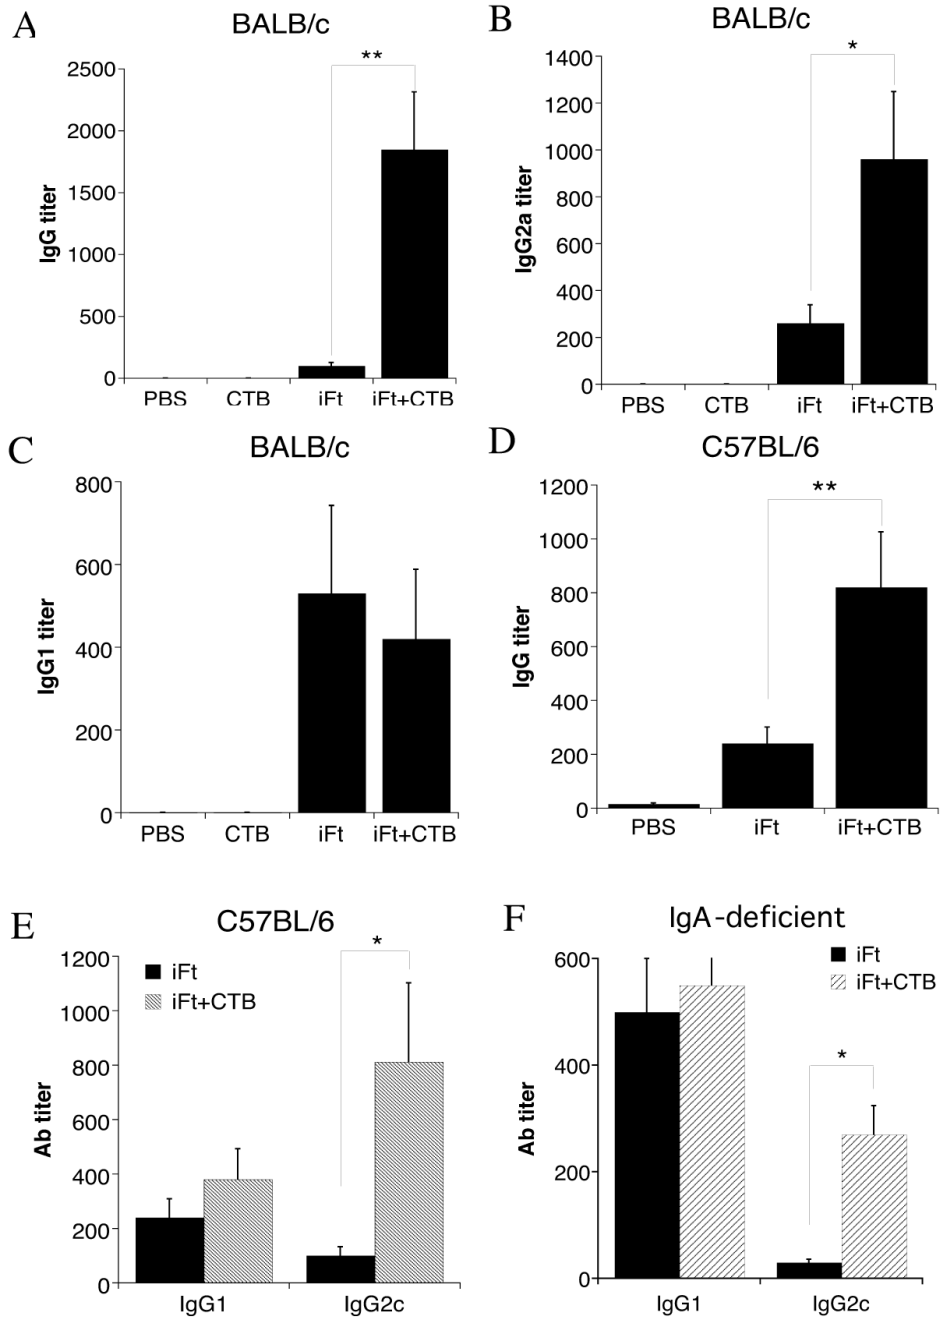 A
BALB/c
**
2500
2000
1500
1000
500
0
IgG titer
PBS CTB iFt iFt+CTB
B
BALB/c
*
1400
1200
1000
800
600
400
200
0
IgG2a titer
PBS CTB iFt iFt+CTB
C
BALB/c
800
600
400
200
0
IgG1 titer
PBS CTB iFt iFt+CTB
D
C57BL/6
**
1200
1000
800
600
400
200
0
IgG titer
PBS iFt iFt+CTB
E
C57BL/6
*
iFt
iFt+CTB
1200
1000
800
600
400
200
0
Ab titer
IgG1 IgG2c
F
IgA-deficient
iFt
iFt+CTB
*
600
400
200
0
Ab titer
IgG1 IgG2c